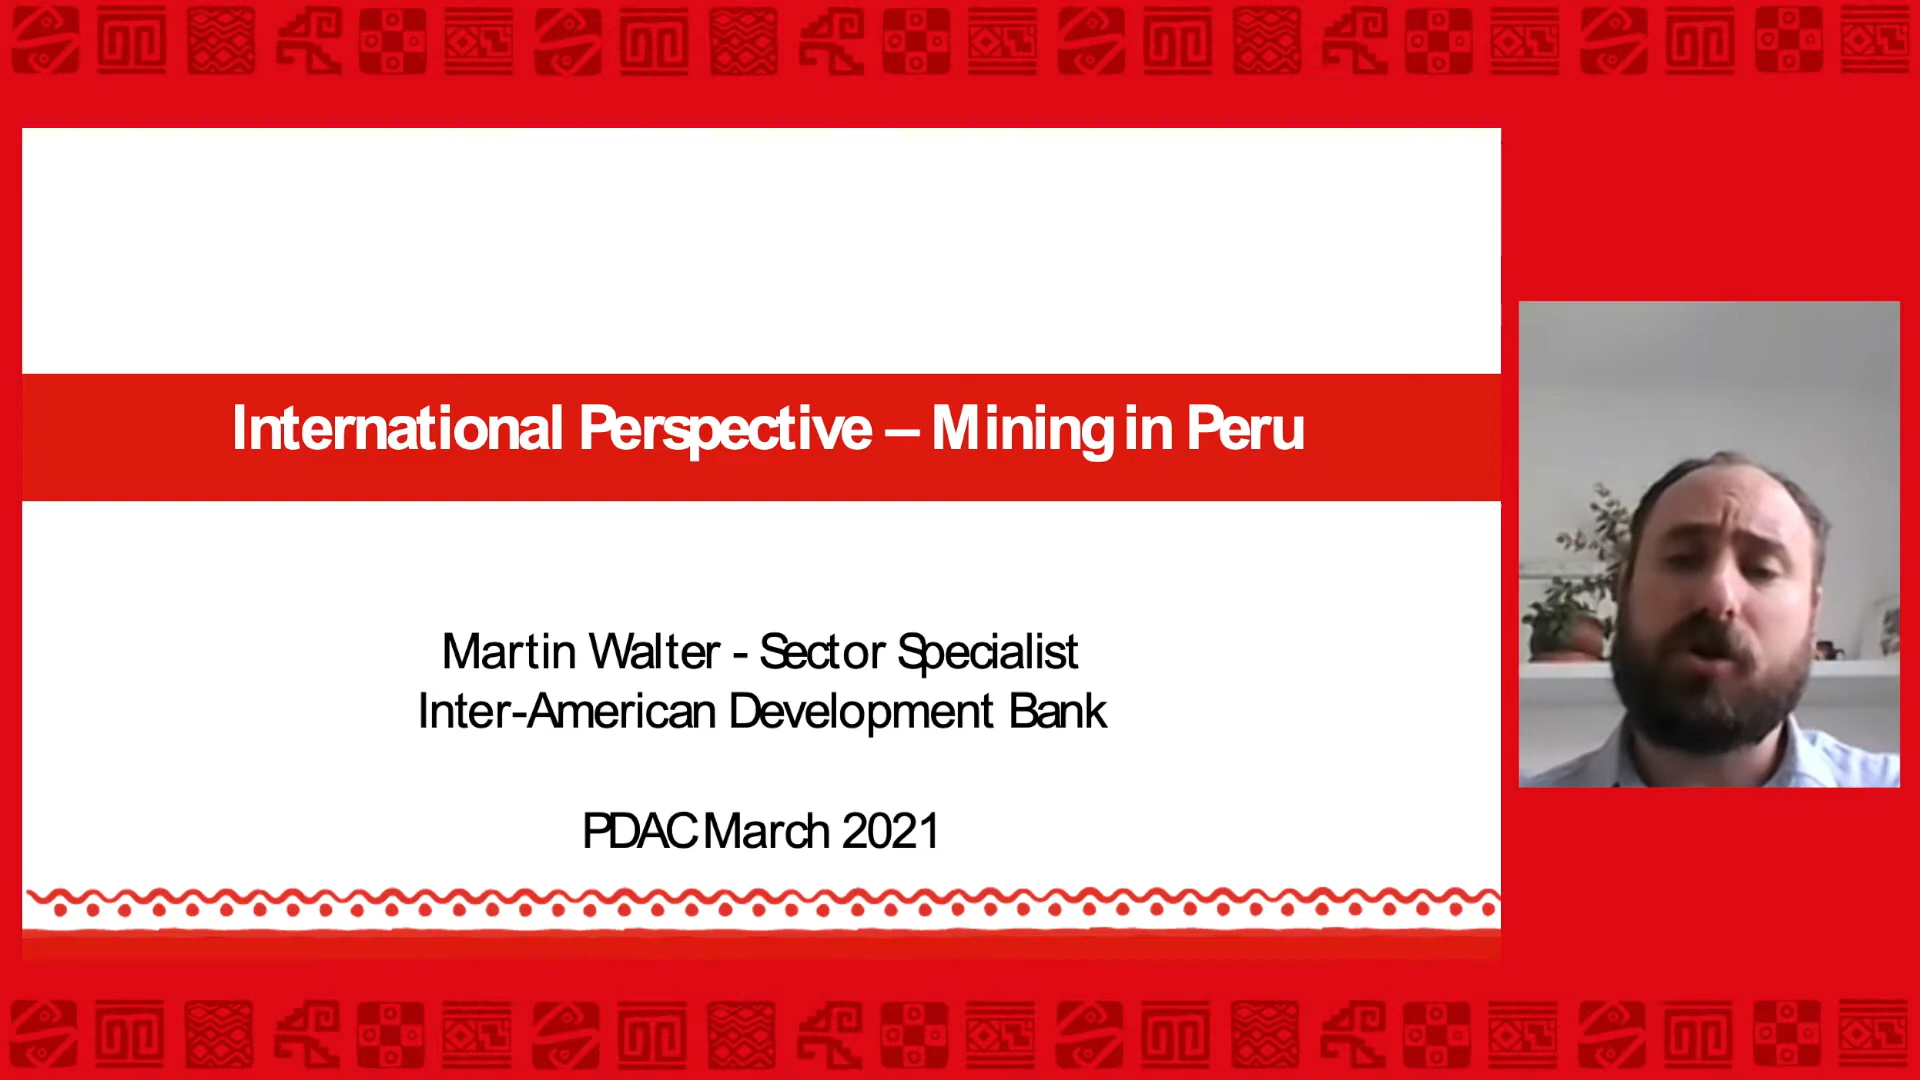 International Perspective – Mining in Peru
Martin Walter - Sector Specialist
Inter-American Development Bank
PDAC March 2021